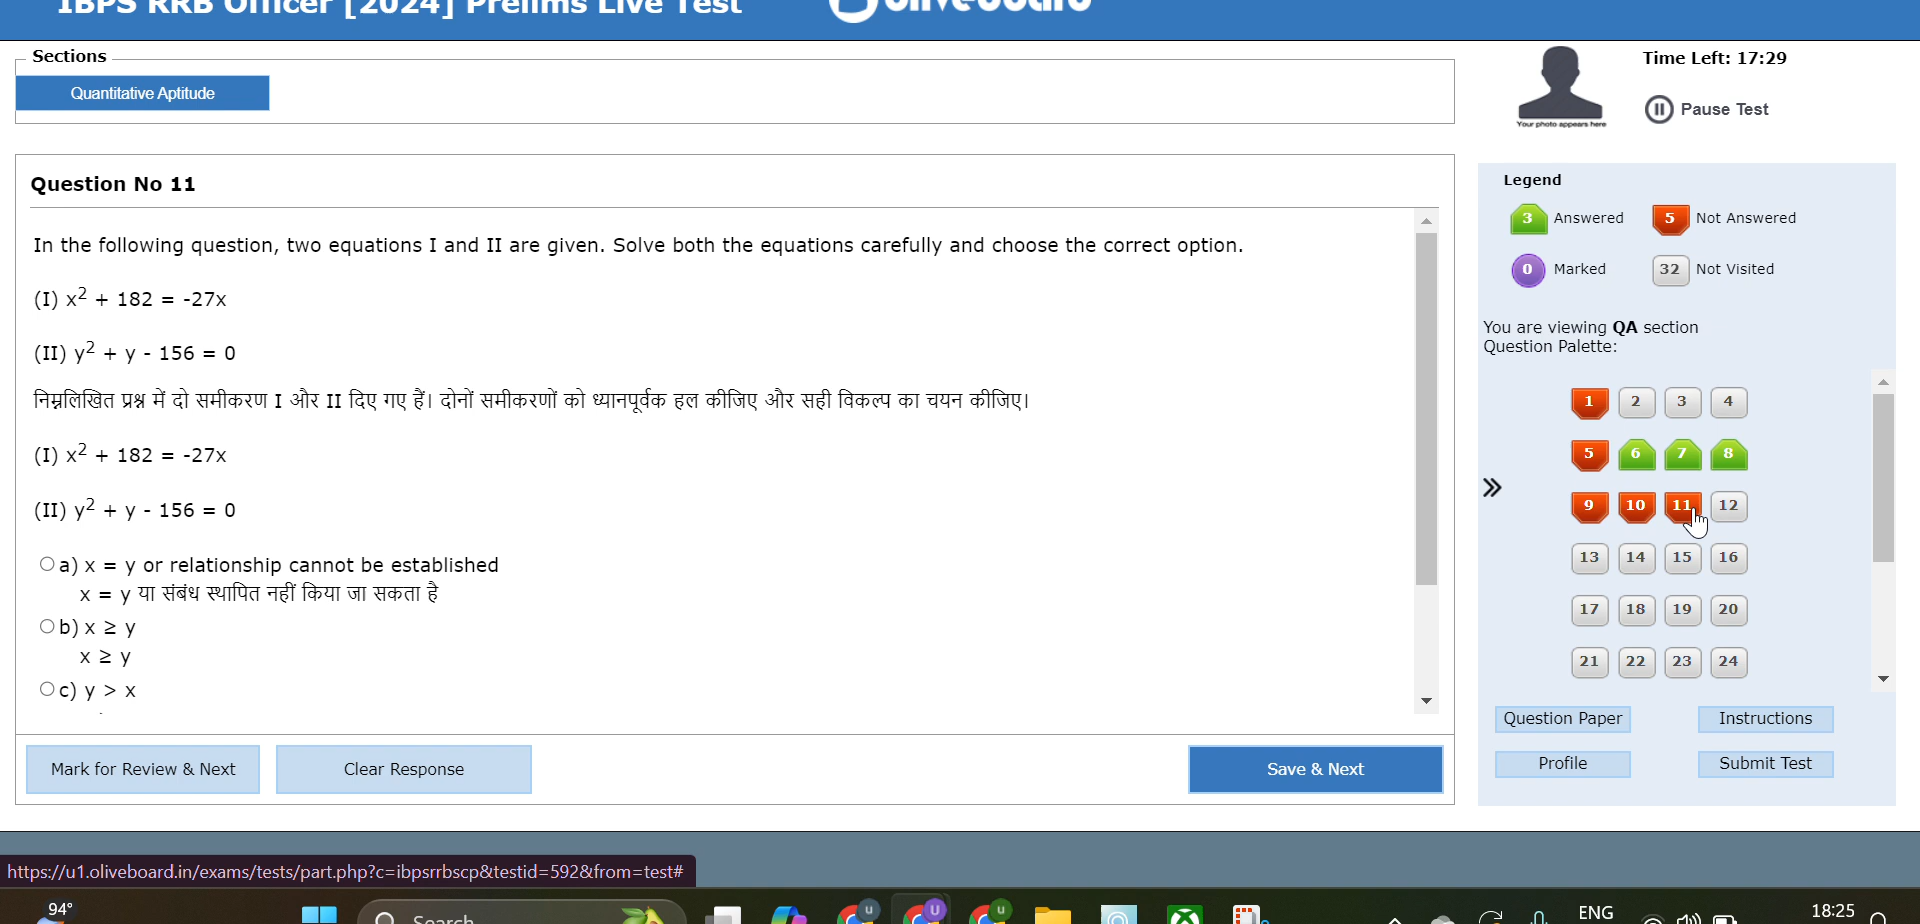 IBPS RRB Officer [2024] Prelims Live Test
oliveboard
Sections
Quantitative Aptitude
Your photo appears here
Time Left: 17:29
Pause Test
Question No 11
In the following question, two equations I and II are given. Solve both the equations carefully and choose the correct option.
(I) x² + 182 = -27x
(II) y² + y - 156 = 0
निम्नलिखित प्रश्न में दो समीकरण I और II दिए गए हैं। दोनों समीकरणों को ध्यानपूर्वक हल कीजिए और सही विकल्प का चयन कीजिए।
(I) x² + 182 = -27x
(II) y² + y - 156 = 0
a) x = y or relationship cannot be established
x = y या संबंध स्थापित नहीं किया जा सकता है
b) x ≥ y
x ≥ y
c) y > x
Mark for Review & Next
Clear Response
Save & Next
Legend
3 Answered 5 Not Answered
0 Marked 32 Not Visited
You are viewing QA section
Question Palette:
1 2 3 4
5 6 7 8
9 10 11 12
13 14 15 16
17 18 19 20
21 22 23 24
Question Paper Instructions
Profile Submit Test
https://u1.oliveboard.in/exams/tests/part.php?c=ibpsrrbscp&testid=592&from=test#
94°
Search
u
U
u
ENG
18:25